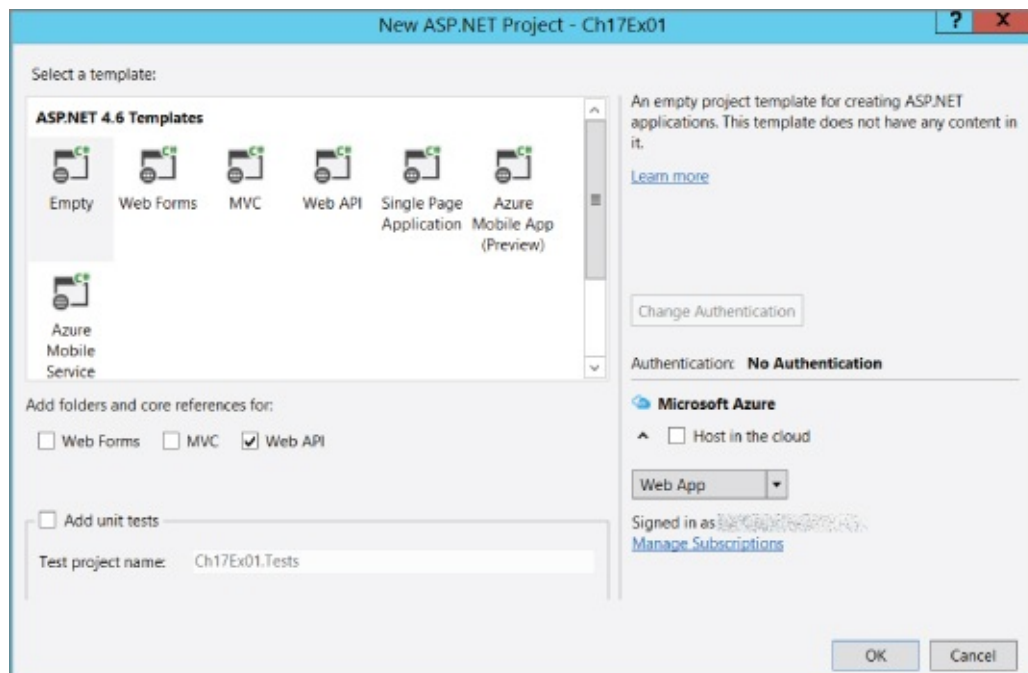 New ASP.NET Project - Ch17Ex01
? X
Select a template:
ASP.NET 4.6 Templates
C# C# C# C# C# C#
Empty Web Forms MVC Web API Single Page Application Azure Mobile App (Preview)
C#
Azure Mobile Service
An empty project template for creating ASP.NET
applications. This template does not have any content in
it.
Learn more
Change Authentication
Authentication: No Authentication
Add folders and core references for:
Web Forms MVC Web API
Microsoft Azure
Host in the cloud
Web App
Add unit tests
Test project name: Ch17Ex01.Tests
Signed in as
Manage Subscriptions
OK Cancel